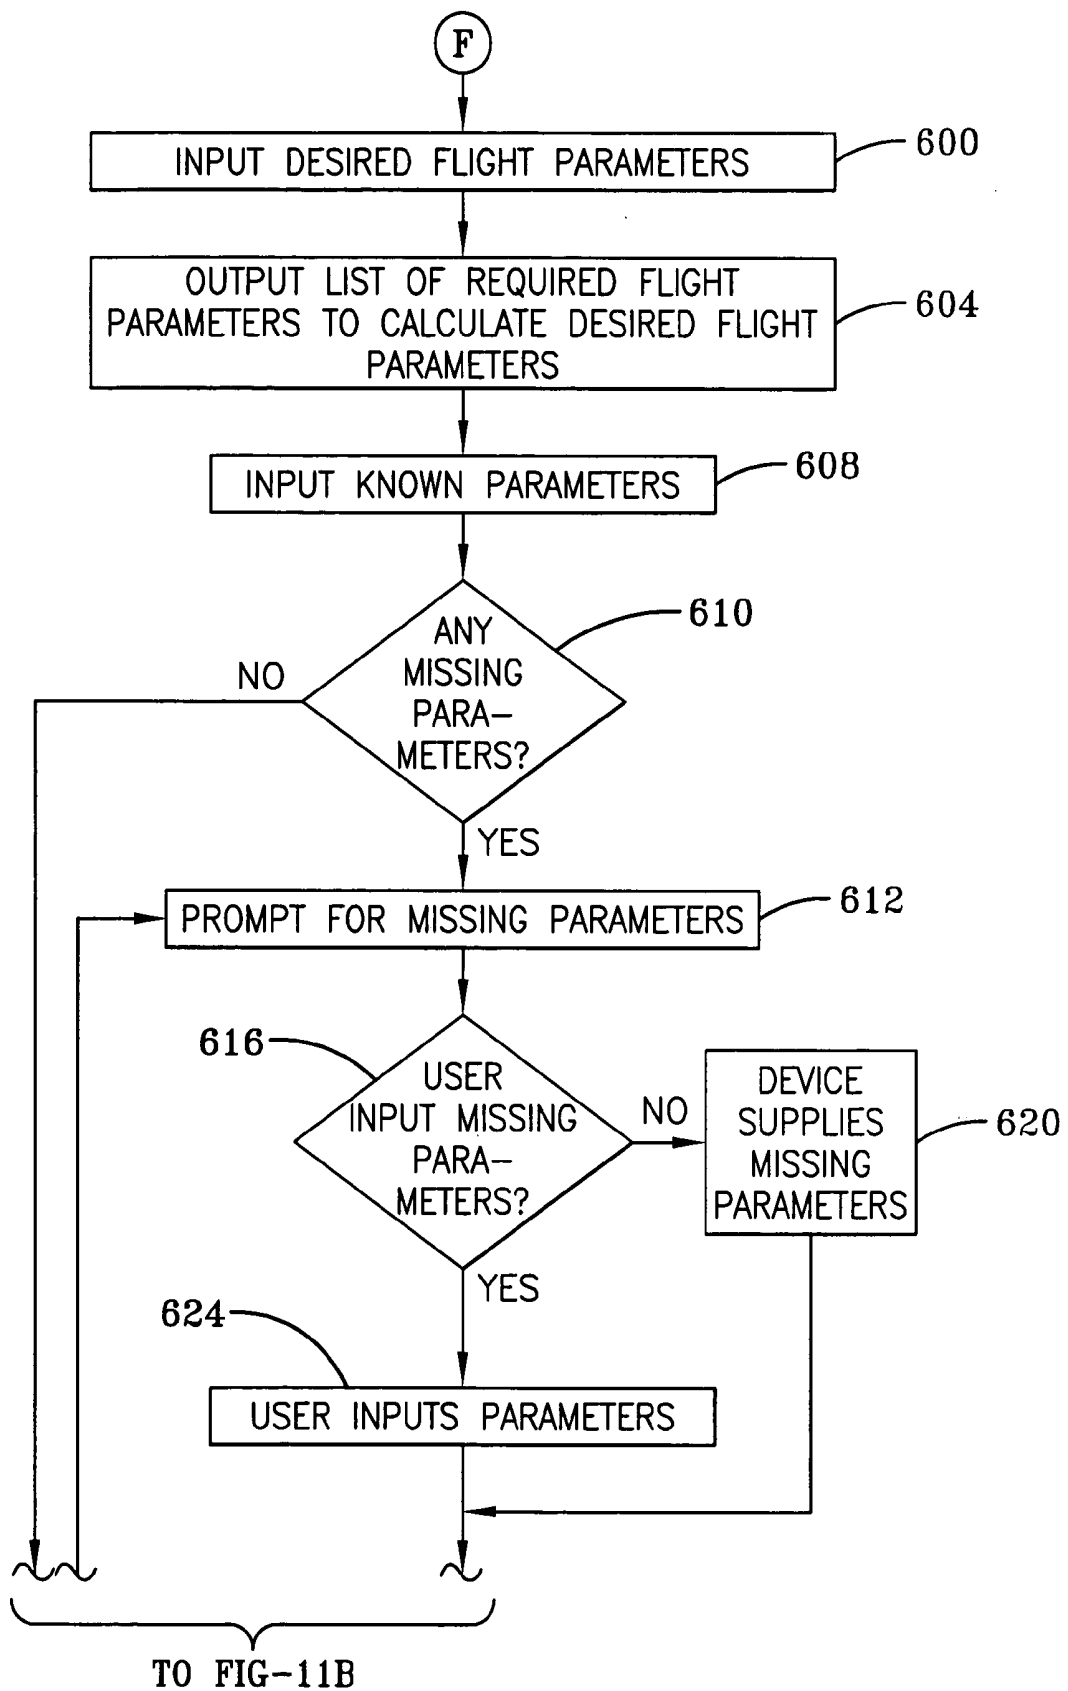 F
INPUT DESIRED FLIGHT PARAMETERS
600
OUTPUT LIST OF REQUIRED FLIGHT
PARAMETERS TO CALCULATE DESIRED FLIGHT
PARAMETERS
604
INPUT KNOWN PARAMETERS
608
ANY
MISSING
PARA-
METERS?
610
NO
YES
PROMPT FOR MISSING PARAMETERS
612
616
USER
INPUT MISSING
PARA-
METERS?
NO
DEVICE
SUPPLIES
MISSING
PARAMETERS
620
YES
624
USER INPUTS PARAMETERS
TO FIG-11B